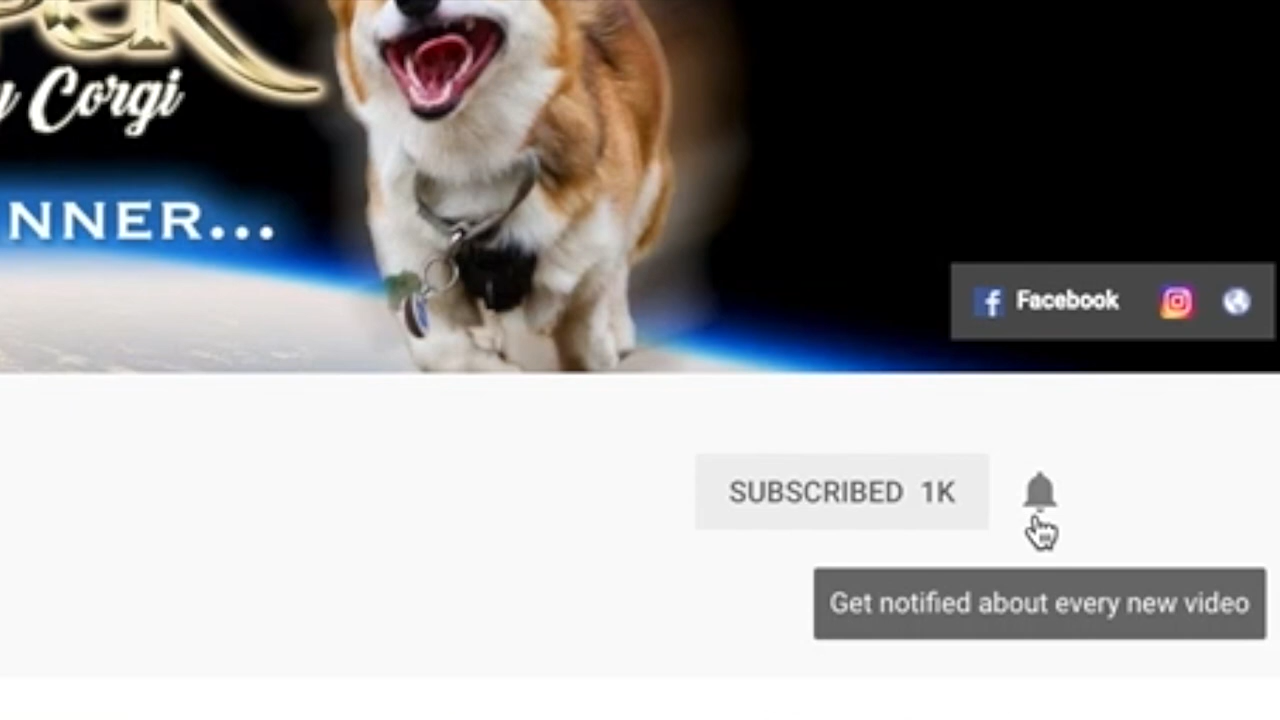 y Corgi
NNER...
Facebook
SUBSCRIBED 1K
Get notified about every new video